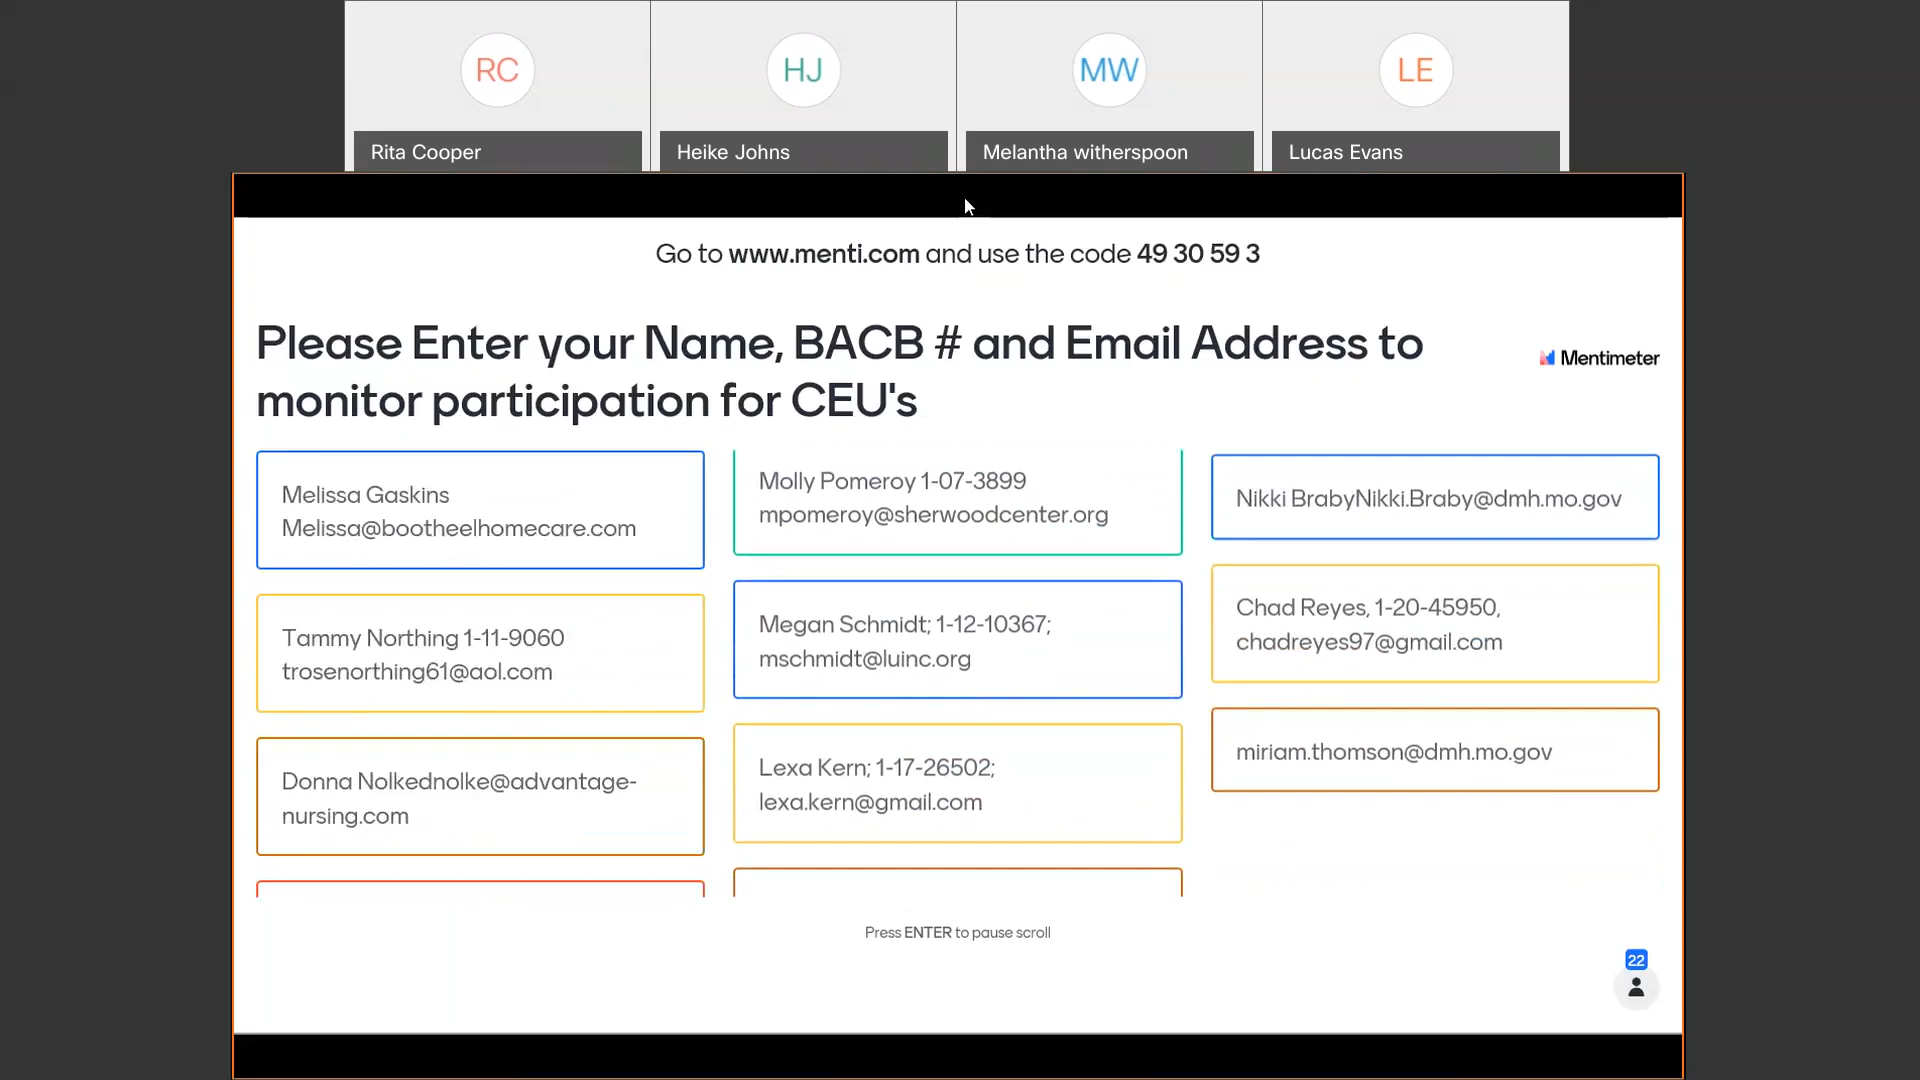 RC
HJ
MW
LE
Rita Cooper
Heike Johns
Melantha witherspoon
Lucas Evans
Go to www.menti.com and use the code 49 30 59 3
Please Enter your Name, BACB # and Email Address to
monitor participation for CEU's
Mentimeter
Melissa Gaskins
Melissa@bootheelhomecare.com
Tammy Northing 1-11-9060
trosenorthing61@aol.com
Donna Nolkednolke@advantage-
nursing.com
Molly Pomeroy 1-07-3899
mpomeroy@sherwoodcenter.org
Megan Schmidt; 1-12-10367;
mschmidt@luinc.org
Lexa Kern; 1-17-26502;
lexa.kern@gmail.com
Nikki BrabyNikki.Braby@dmh.mo.gov
Chad Reyes, 1-20-45950,
chadreyes97@gmail.com
miriam.thomson@dmh.mo.gov
Press ENTER to pause scroll
22